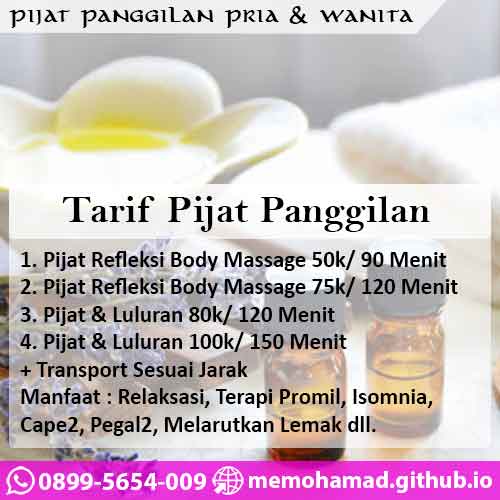 Pijat Panggilan Pria & Wanita
Tarif Pijat Panggilan
1. Pijat Refleksi Body Massage 50k/ 90 Menit
2. Pijat Refleksi Body Massage 75k/ 120 Menit
3. Pijat & Luluran 80k/ 120 Menit
4. Pijat & Luluran 100k/ 150 Menit
+ Transport Sesuai Jarak
Manfaat : Relaksasi, Terapi Promil, Isomnia,
Cape2, Pegal2, Melarutkan Lemak dll.
0899-5654-009 memohamad.github.io